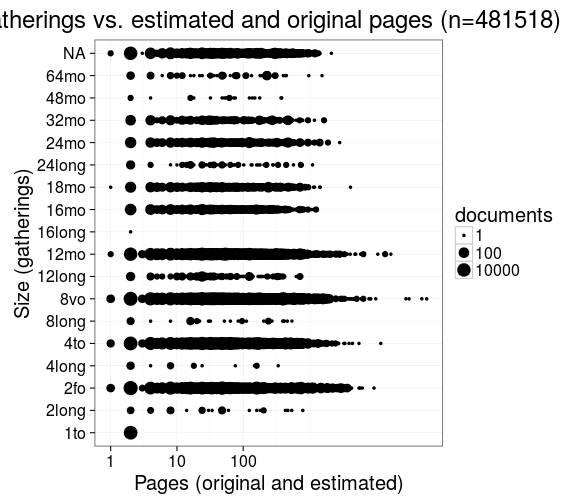 atherings vs. estimated and original pages (n=481518)
NA
64mo
48mo
32mo
24mo
24long
18mo
16mo
16long
12mo
12long
8vo
8long
4to
4long
2fo
2long
1to
Size (gatherings)
1 10 100
Pages (original and estimated)
documents
1
100
10000